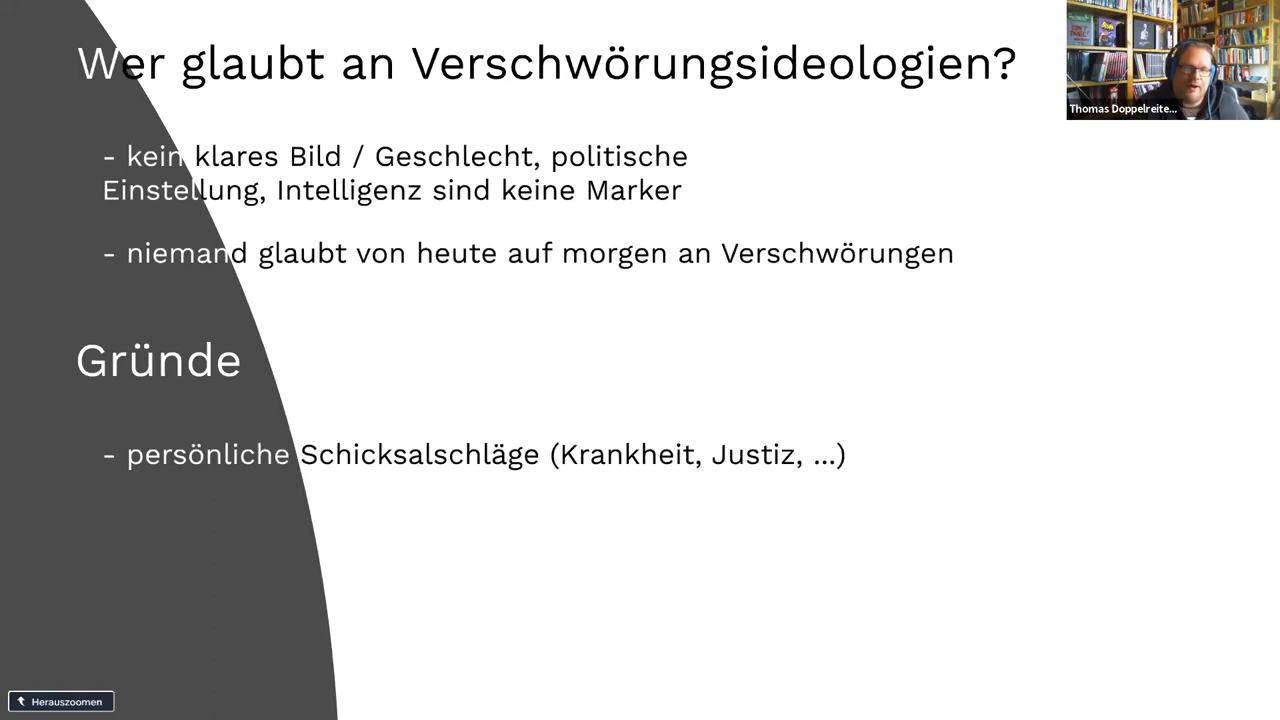 Wer glaubt an Verschwörungsideologien?
Thomas Doppelreite...
- kein klares Bild / Geschlecht, politische
Einstellung, Intelligenz sind keine Marker
- niemand glaubt von heute auf morgen an Verschwörungen
Gründe
- persönliche Schicksalschläge (Krankheit, Justiz, ...)
Herauszoomen